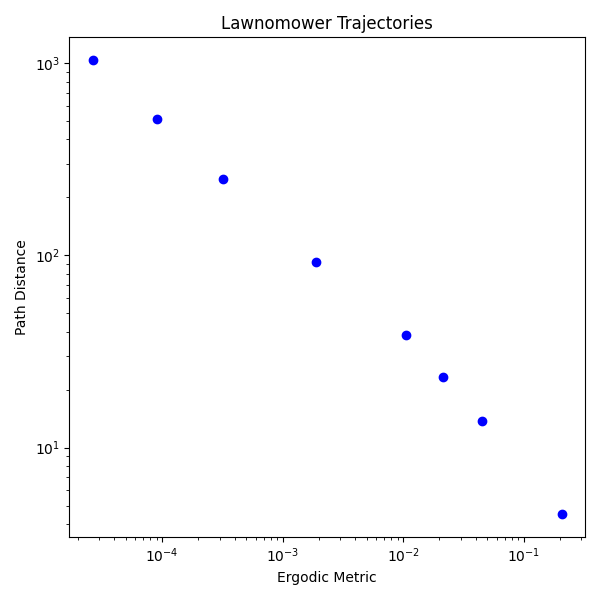 Lawnomower Trajectories
10³
10²
10¹
Path Distance
10⁻⁴
10⁻³
10⁻²
10⁻¹
Ergodic Metric